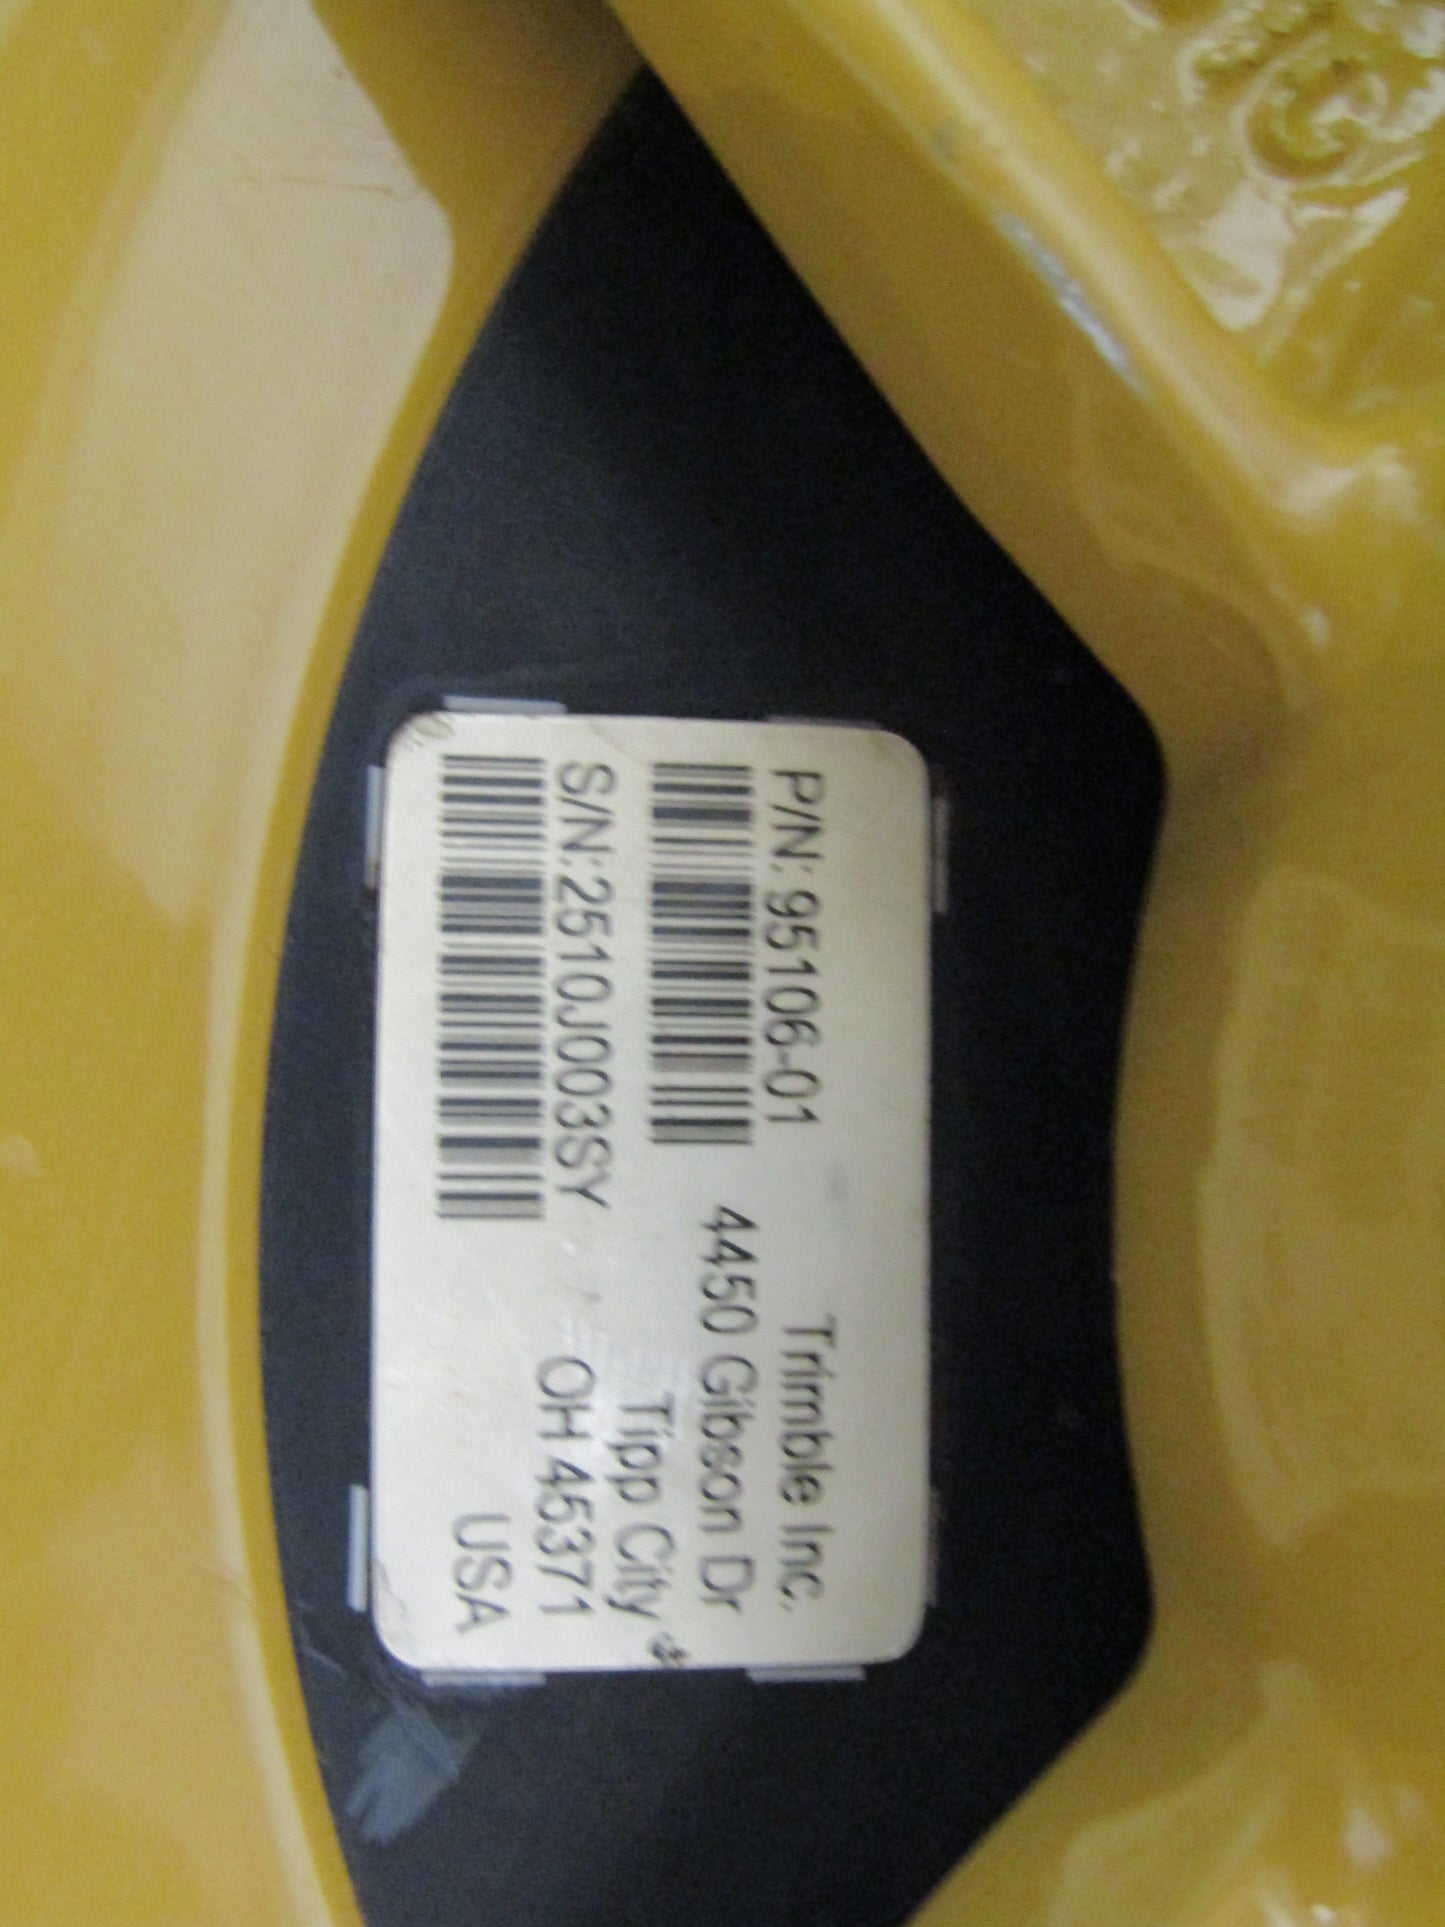 P/N: 95106-01
S/N:2510J003SY
Trimble Inc.
4450 Gibson Dr
Tipp City
OH 45371
USA